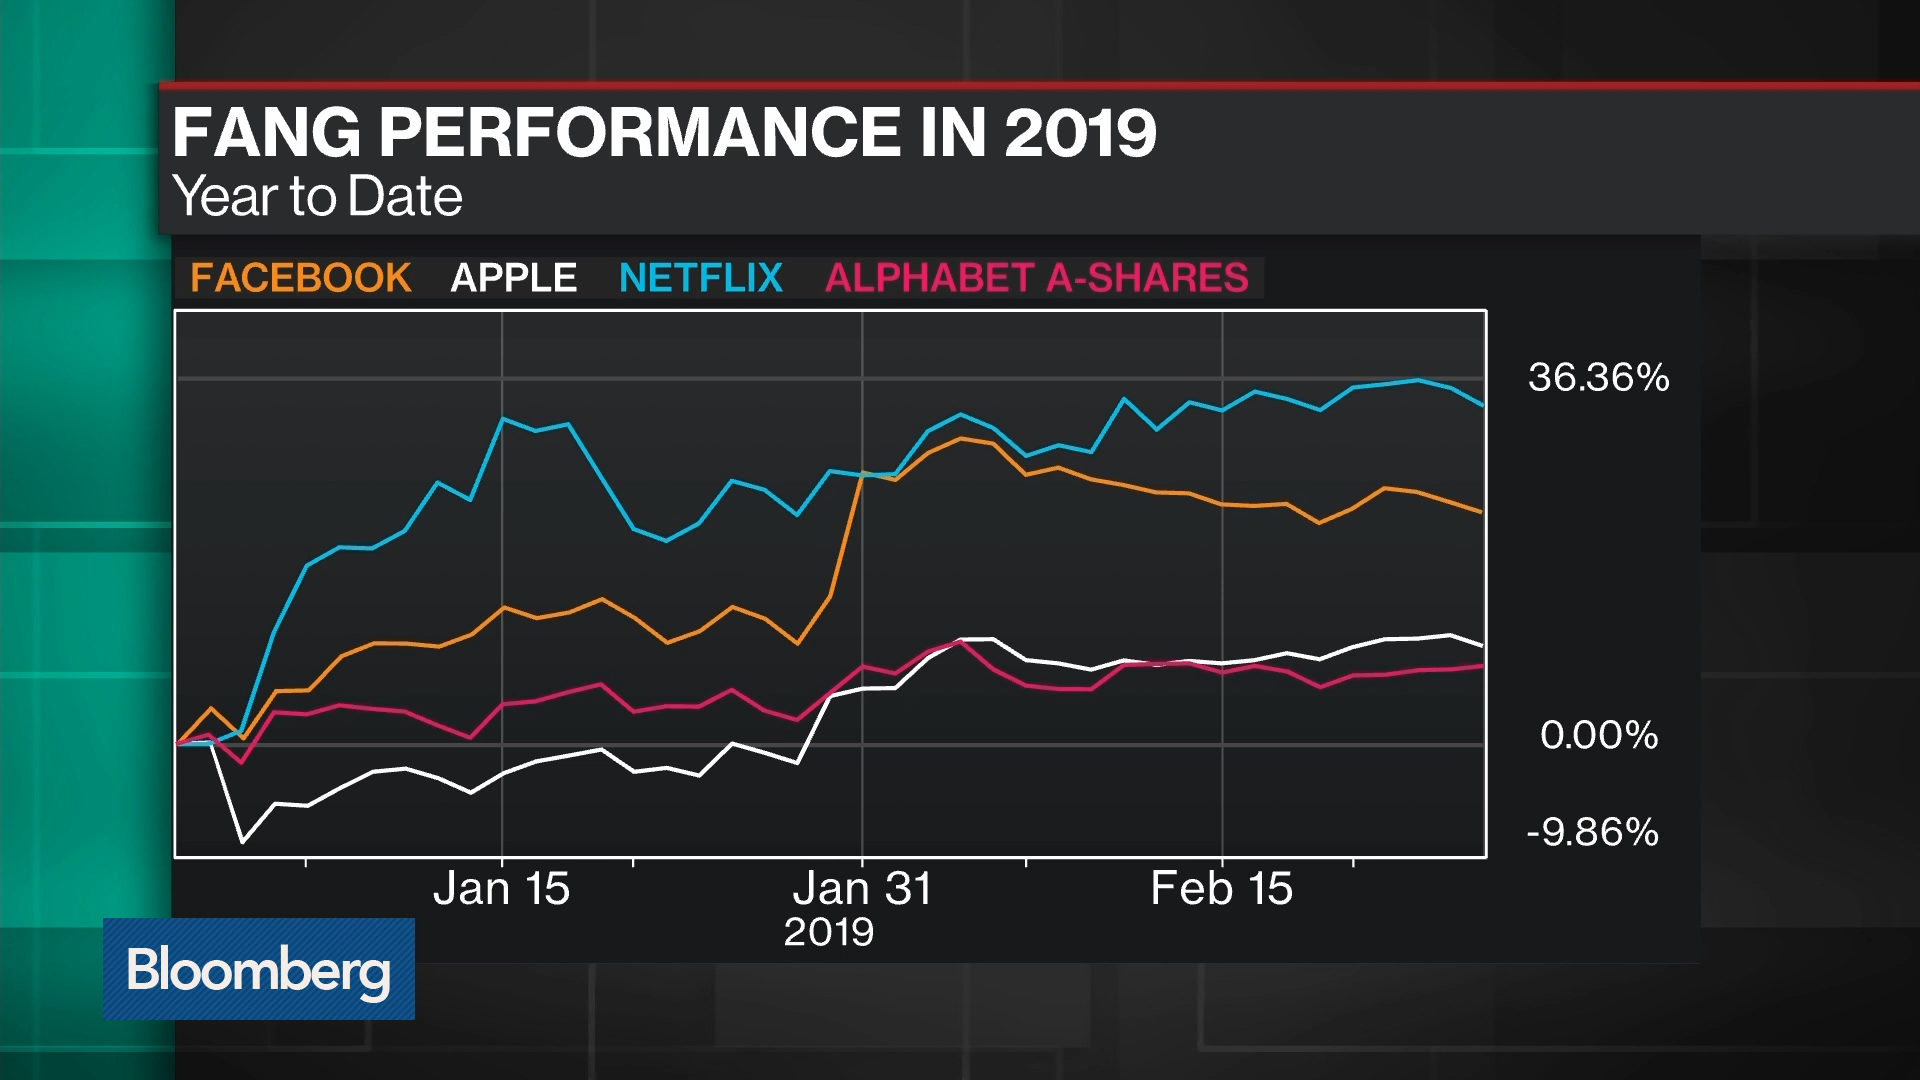 FANG PERFORMANCE IN 2019
Year to Date
FACEBOOK APPLE NETFLIX ALPHABET A-SHARES
36.36%
0.00%
-9.86%
Jan 15 Jan 31 Feb 15
2019
Bloomberg